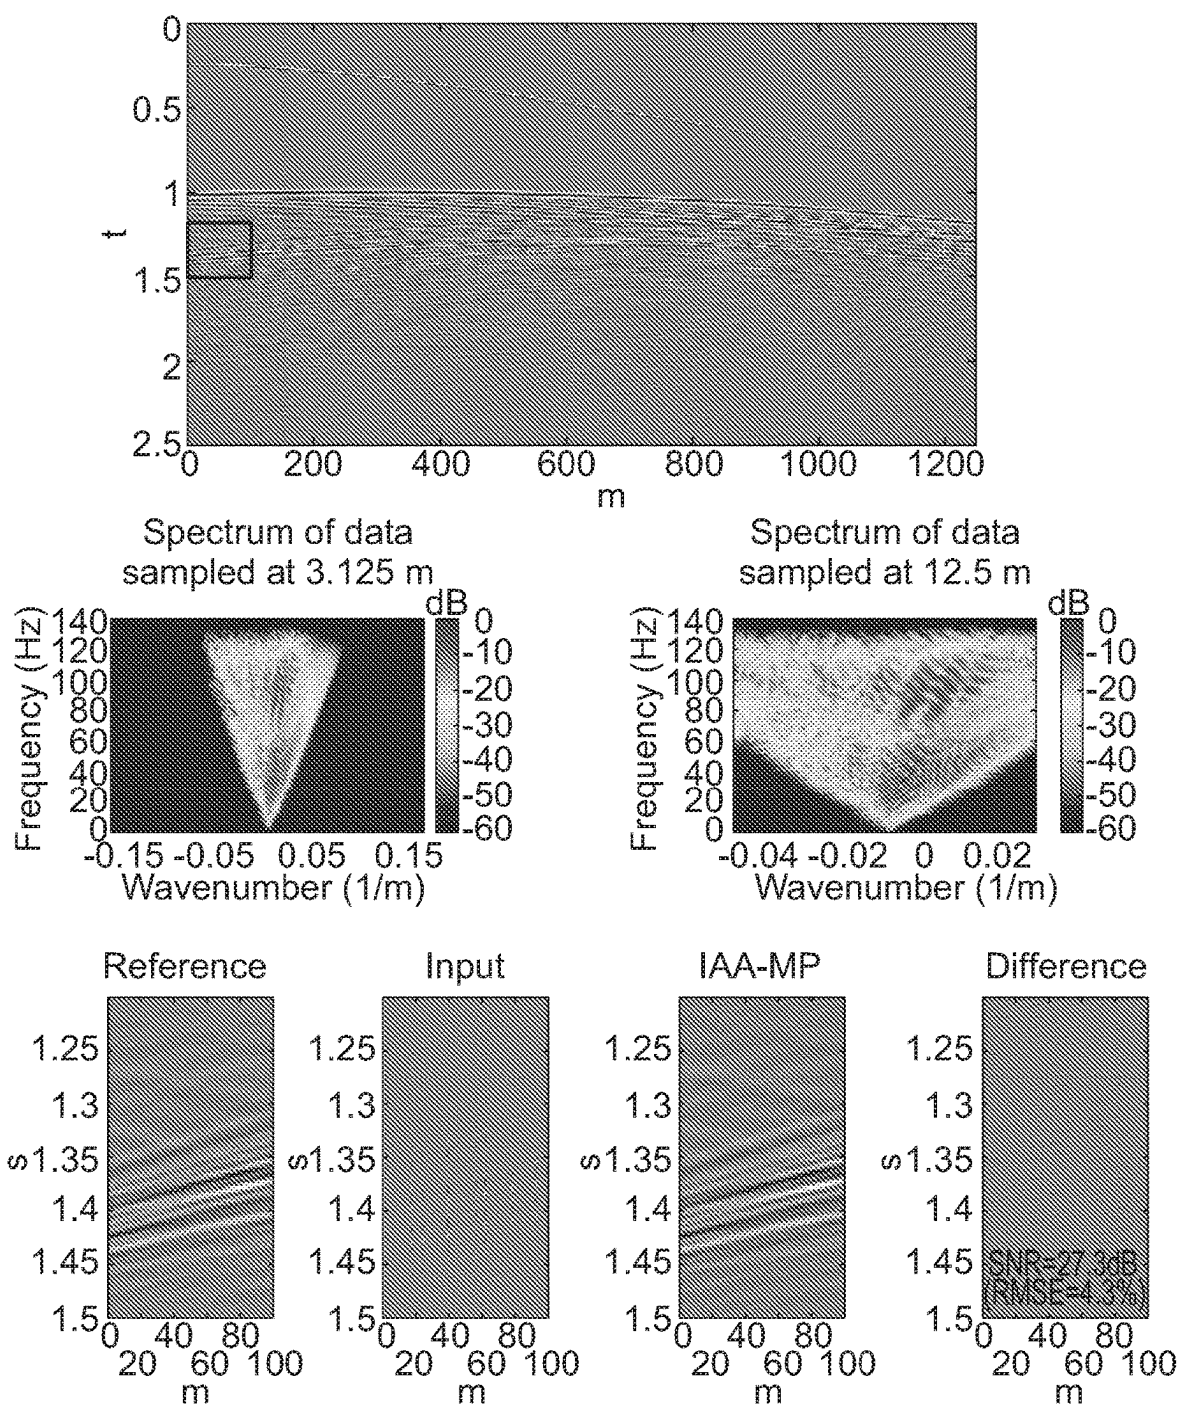 0
0.5
1
1.5
2
2.5
t
0 200 400 600 800 1000 1200
m
Spectrum of data
sampled at 3.125 m
Frequency (Hz)
140
120
100
80
60
40
20
0
dB
0
-10
-20
-30
-40
-50
-60
-0.15 -0.05 0.05 0.15
Wavenumber (1/m)
Spectrum of data
sampled at 12.5 m
Frequency (Hz)
140
120
100
80
60
40
20
0
dB
0
-10
-20
-30
-40
-50
-60
-0.04 -0.02 0 0.02
Wavenumber (1/m)
Reference
s
1.25
1.3
1.35
1.4
1.45
1.5
0 40 80
20 60 100
m
Input
s
1.25
1.3
1.35
1.4
1.45
1.5
0 40 80
20 60 100
m
IAA-MP
s
1.25
1.3
1.35
1.4
1.45
1.5
0 40 80
20 60 100
m
Difference
s
1.25
1.3
1.35
1.4
1.45
1.5
SNR=27.3dB
(RMSE=4.3%)
0 40 80
20 60 100
m